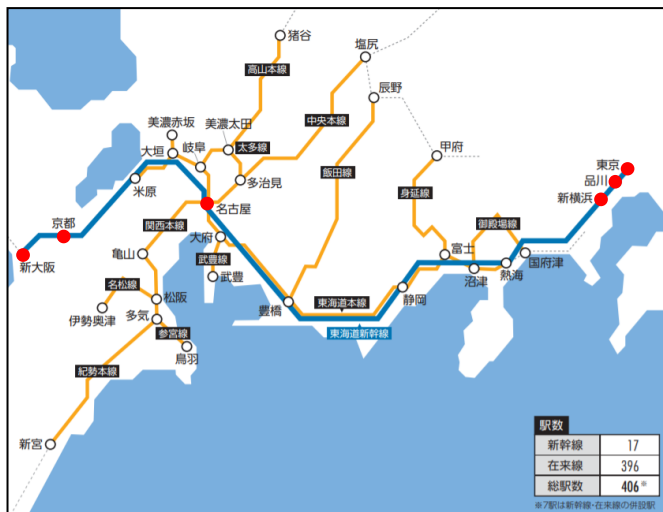 猪谷
塩尻
高山本線
辰野
美濃赤坂
美濃太田
中央本線
大垣
岐阜
太多線
甲府
東京
品川
米原
多治見
飯田線
身延線
新横浜
京都
名古屋
関西本線
御殿場線
大府
新大阪
亀山
武豊線
富士
国府津
武豊
沼津
熱海
名松線
松阪
静岡
伊勢奥津
多気
豊橋
東海道本線
参宮線
東海道新幹線
鳥羽
紀勢本線
新宮
駅数
新幹線 17
在来線 396
総駅数 406※
※7駅は新幹線・在来線の併設駅